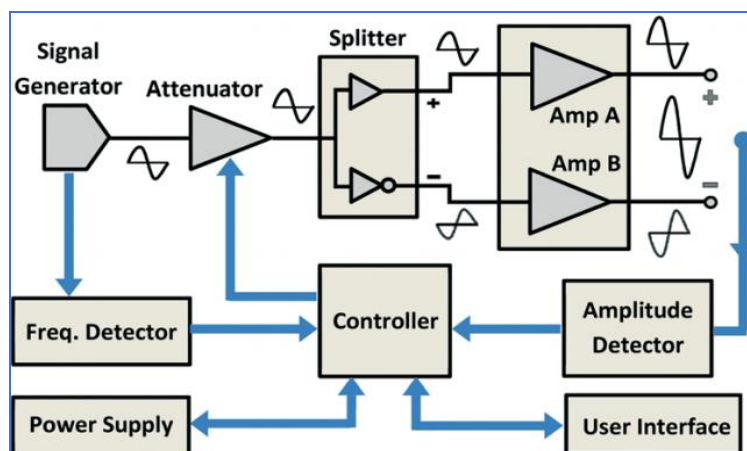 Signal
Generator
Attenuator
Splitter
+
−
Amp A
Amp B
+
−
Freq. Detector
Controller
Amplitude
Detector
Power Supply
User Interface